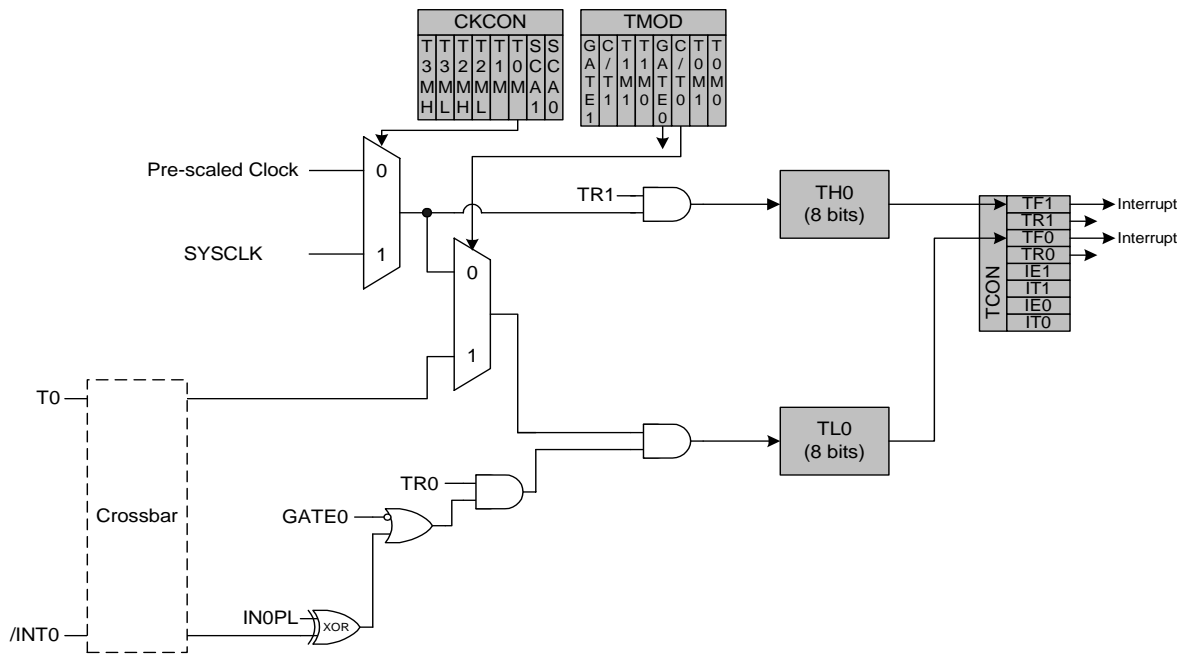 CKCON
T3MH
T3ML
T2MH
T2ML
T1M
T0M
SCA1
SCA0
TMOD
GATE1
C/T1
T1M1
T1M0
GATE0
C/T0
T0M1
T0M0
Pre-scaled Clock
0
SYSCLK
1
TR1
TH0
(8 bits)
TCON
TF1
TR1
TF0
TR0
IE1
IT1
IE0
IT0
Interrupt
Interrupt
0
1
T0
Crossbar
/INT0
TL0
(8 bits)
TR0
GATE0
IN0PL
XOR